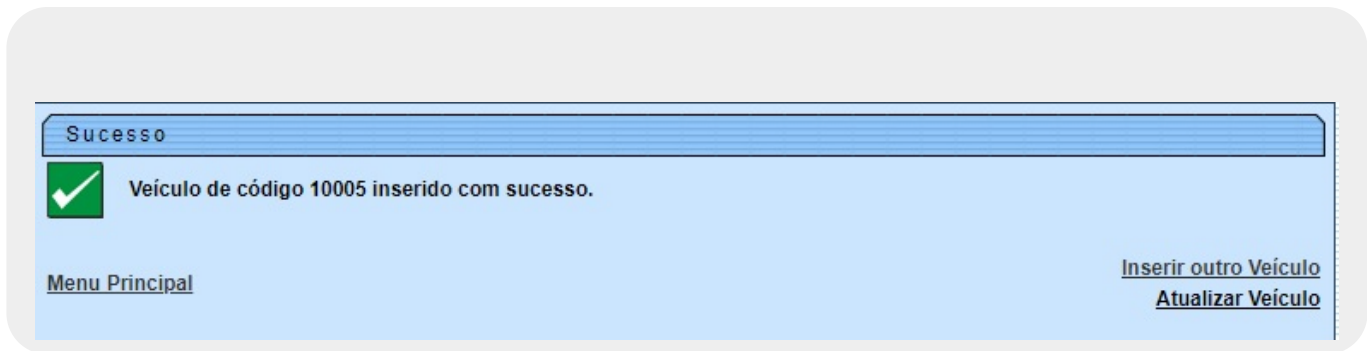 Sucesso
Veículo de código 10005 inserido com sucesso.
Menu Principal
Inserir outro Veículo
Atualizar Veículo